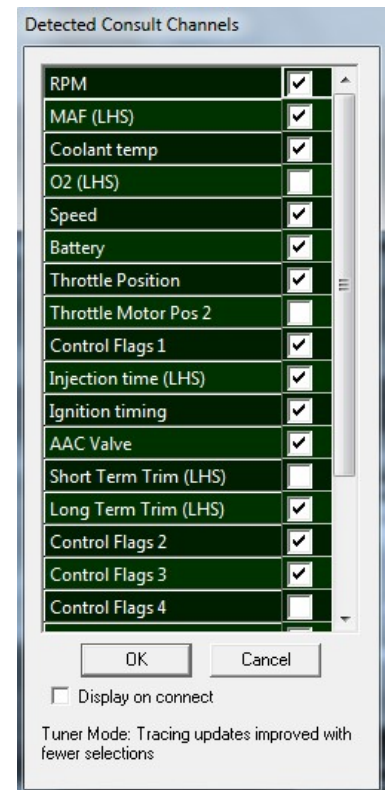 Detected Consult Channels
RPM
MAF (LHS)
Coolant temp
O2 (LHS)
Speed
Battery
Throttle Position
Throttle Motor Pos 2
Control Flags 1
Injection time (LHS)
Ignition timing
AAC Valve
Short Term Trim (LHS)
Long Term Trim (LHS)
Control Flags 2
Control Flags 3
Control Flags 4
OK Cancel
Display on connect
Tuner Mode: Tracing updates improved with
fewer selections